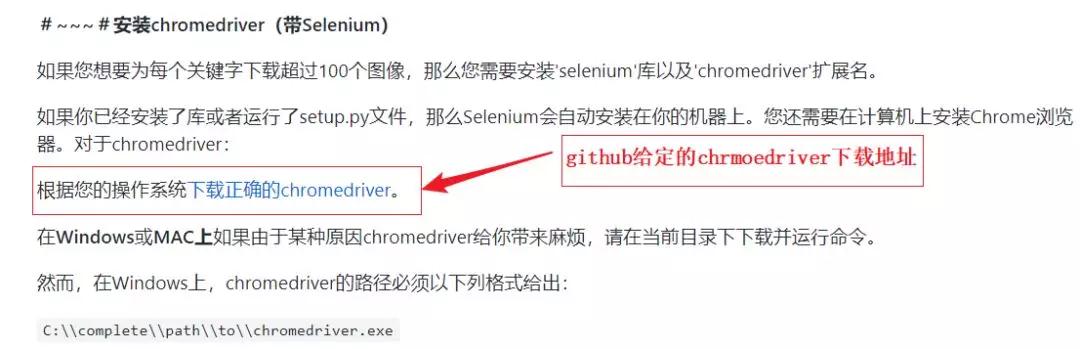 #~~~#安装chromedriver（带Selenium）
如果您想要为每个关键字下载超过100个图像，那么您需要安装'selenium'库以及'chromedriver'扩展名。
如果你已经安装了库或者运行了setup.py文件，那么Selenium会自动安装在你的机器上。您还需要在计算机上安装Chrome浏览
器。对于chromedriver：
github给定的chrmoedriver下载地址
根据您的操作系统下载正确的chromedriver。
在Windows或MAC上如果由于某种原因chromedriver给你带来麻烦，请在当前目录下下载并运行命令。
然而，在Windows上，chromedriver的路径必须以下列格式给出：
C:\\complete\\path\\to\\chromedriver.exe